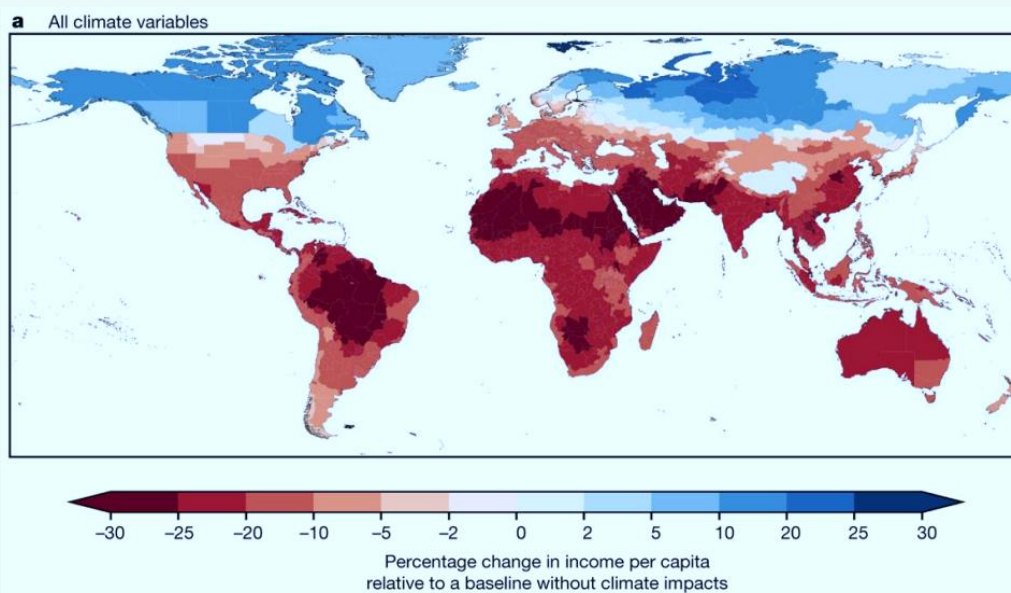 a All climate variables
−30 −25 −20 −10 −5 −2 0 2 5 10 20 25 30
Percentage change in income per capita
relative to a baseline without climate impacts